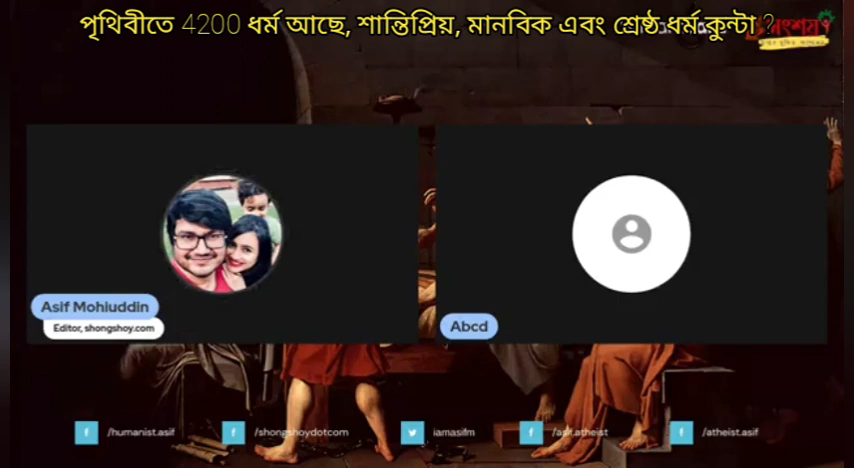 পৃথিবীতে 4200 ধর্ম আছে, শান্তিপ্রিয়, মানবিক এবং শ্রেষ্ঠ ধর্ম কুন্টা ?
Asif Mohiuddin
Editor, shongshoy.com
Abcd
/humanist.asif
/shongshoydotcom
iamasifm
/asif.atheist
/atheist.asif